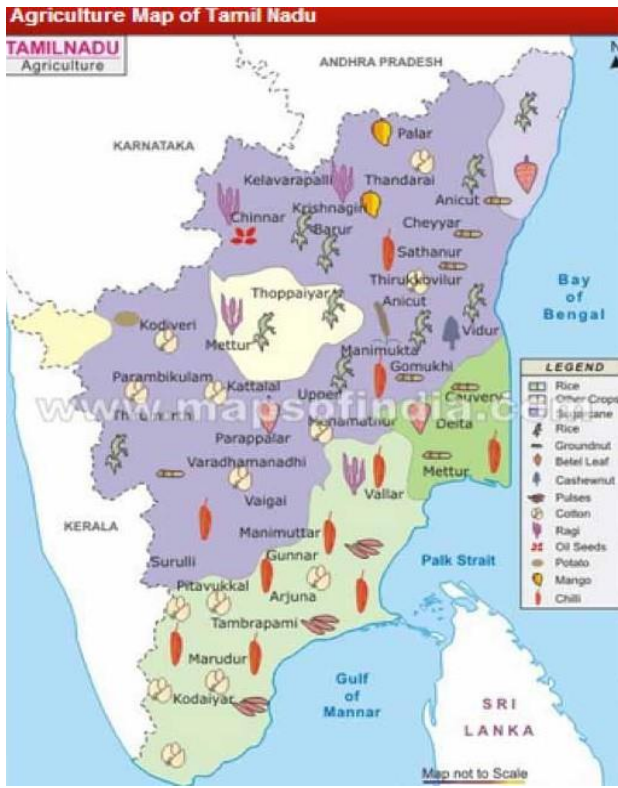 Agriculture Map of Tamil Nadu
TAMILNADU
Agriculture
ANDHRA PRADESH
N
KARNATAKA
Palar
Kelavarapalli
Thandarai
Krishnagiri
Anicut
Chinnar
Barur
Cheyyar
Sathanur
Thirukkovilur
Bay
of
Bengal
Thoppaiyar
Anicut
Kodiveri
Vidur
Mettur
Manimukta
Gomukhi
Parambikulam
Kattalal
Upper
Cauvery
www.mapsofindia.com
Manamathur
Delta
Parappalar
Varadhamanadhi
Mettur
Vallar
Vaigai
KERALA
Manimuttar
Surulli
Gunnar
Palk Strait
Pitavukkal
Arjuna
Tambrapami
Marudur
Gulf
of
Mannar
Kodaiyar
SRI
LANKA
Map not to Scale
LEGEND
Rice
Other Crops
Sugarcane
Rice
Groundnut
Betel Leaf
Cashewnut
Pulses
Cotton
Ragi
Oil Seeds
Potato
Mango
Chilli